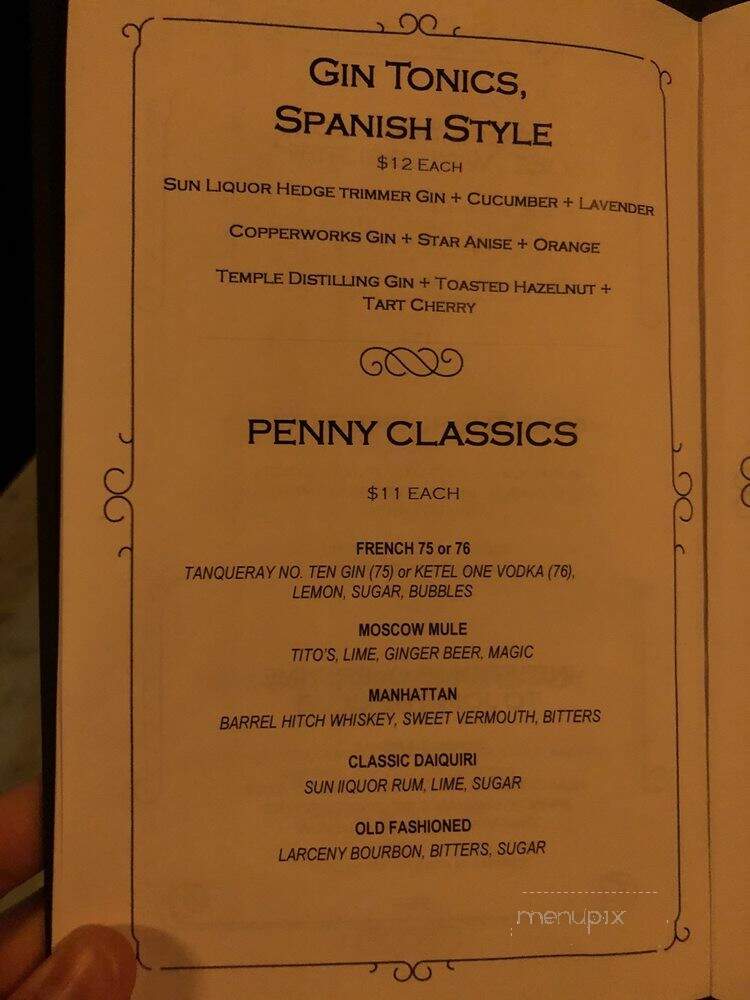 GIN TONICS,
SPANISH STYLE
$12 EACH
SUN LIQUOR HEDGE TRIMMER GIN + CUCUMBER + LAVENDER
COPPERWORKS GIN + STAR ANISE + ORANGE
TEMPLE DISTILLING GIN + TOASTED HAZELNUT +
TART CHERRY
PENNY CLASSICS
$11 EACH
FRENCH 75 or 76
TANQUERAY NO. TEN GIN (75) or KETEL ONE VODKA (76),
LEMON, SUGAR, BUBBLES
MOSCOW MULE
TITO'S, LIME, GINGER BEER, MAGIC
MANHATTAN
BARREL HITCH WHISKEY, SWEET VERMOUTH, BITTERS
CLASSIC DAIQUIRI
SUN lIQUOR RUM, LIME, SUGAR
OLD FASHIONED
LARCENY BOURBON, BITTERS, SUGAR
menupix